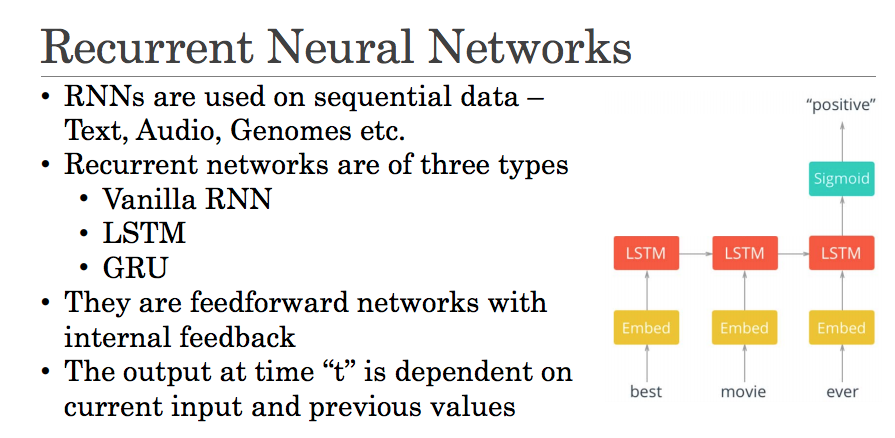 Recurrent Neural Networks
• RNNs are used on sequential data –
Text, Audio, Genomes etc.
• Recurrent networks are of three types
• Vanilla RNN
• LSTM
• GRU
• They are feedforward networks with
internal feedback
• The output at time “t” is dependent on
current input and previous values
“positive”
Sigmoid
LSTM LSTM LSTM
Embed Embed Embed
best movie ever